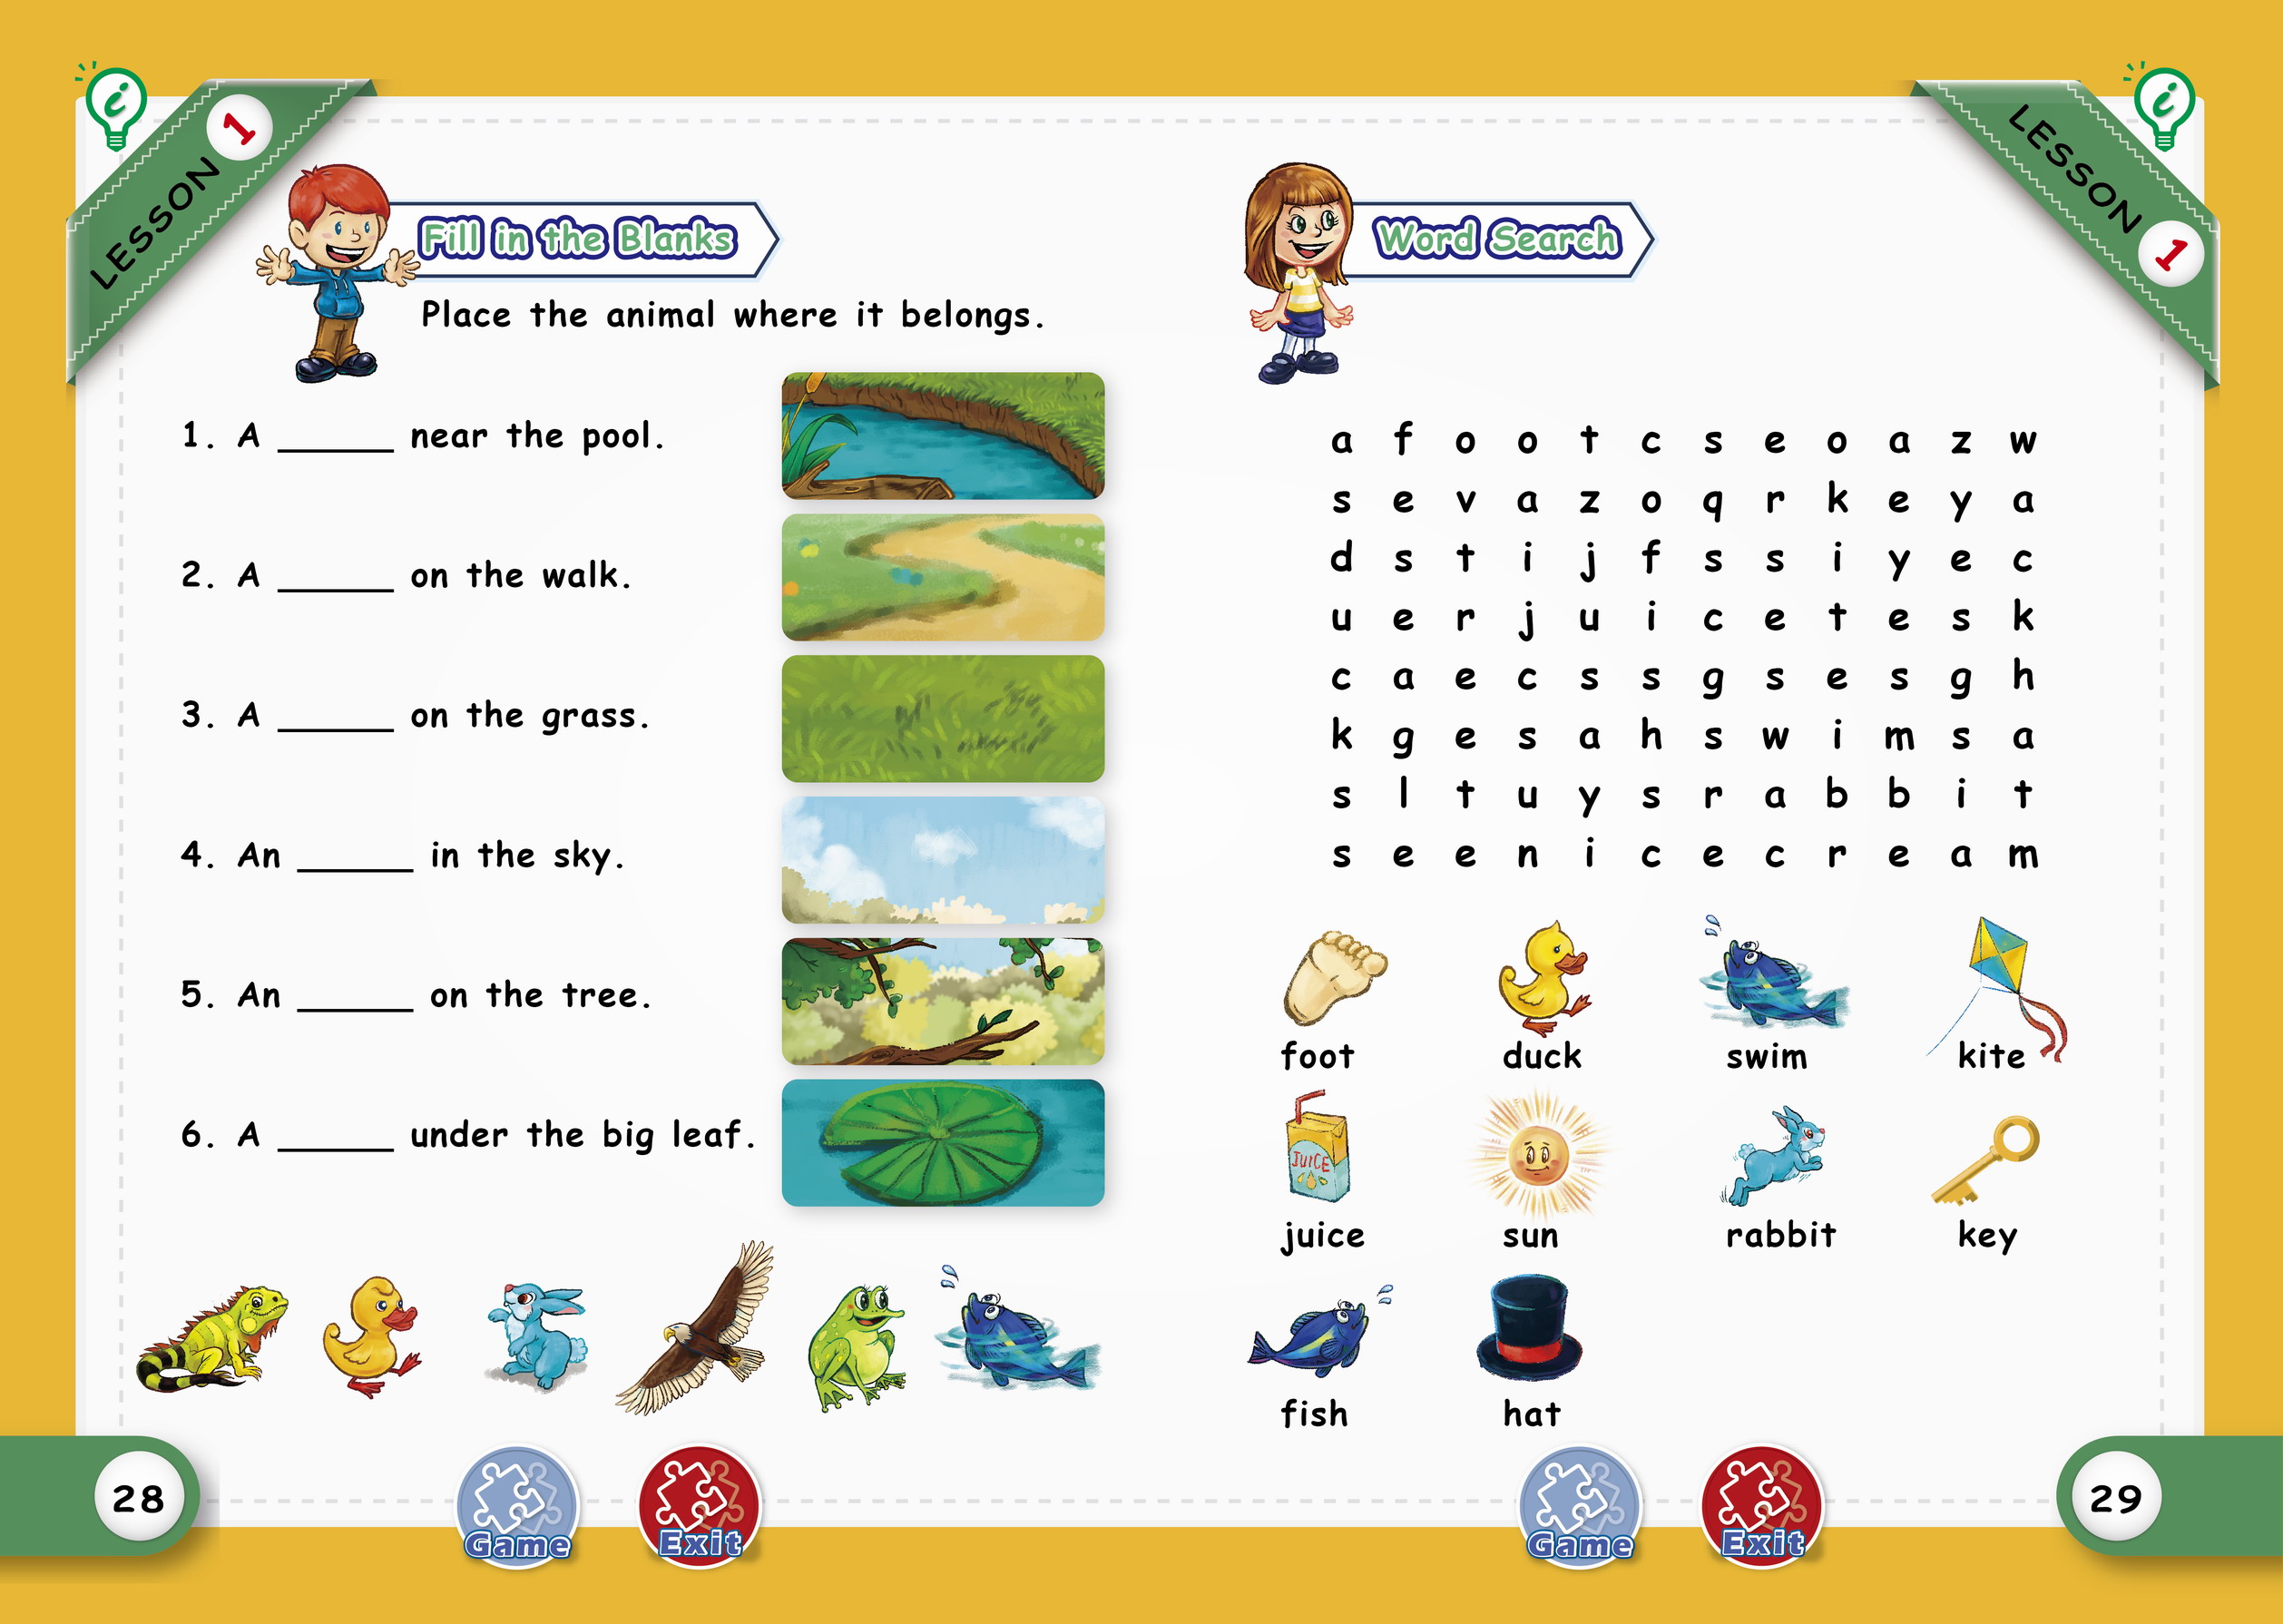 LESSON 1
Fill in the Blanks
Place the animal where it belongs.
1. A ______ near the pool.
2. A ______ on the walk.
3. A ______ on the grass.
4. An ______ in the sky.
5. An ______ on the tree.
6. A ______ under the big leaf.
28
Game
Exit
LESSON 1
Word Search
a f o o t c s e o a z w
s e v a z o q r k e y a
d s t i j f s s i y e c
u e r j u i c e t e s k
c a e c s s g s e s g h
k g e s a h s w i m s a
s l t u y s r a b b i t
s e e n i c e c r e a m
foot duck swim kite
JUICE
juice sun rabbit key
fish hat
Game
Exit
29